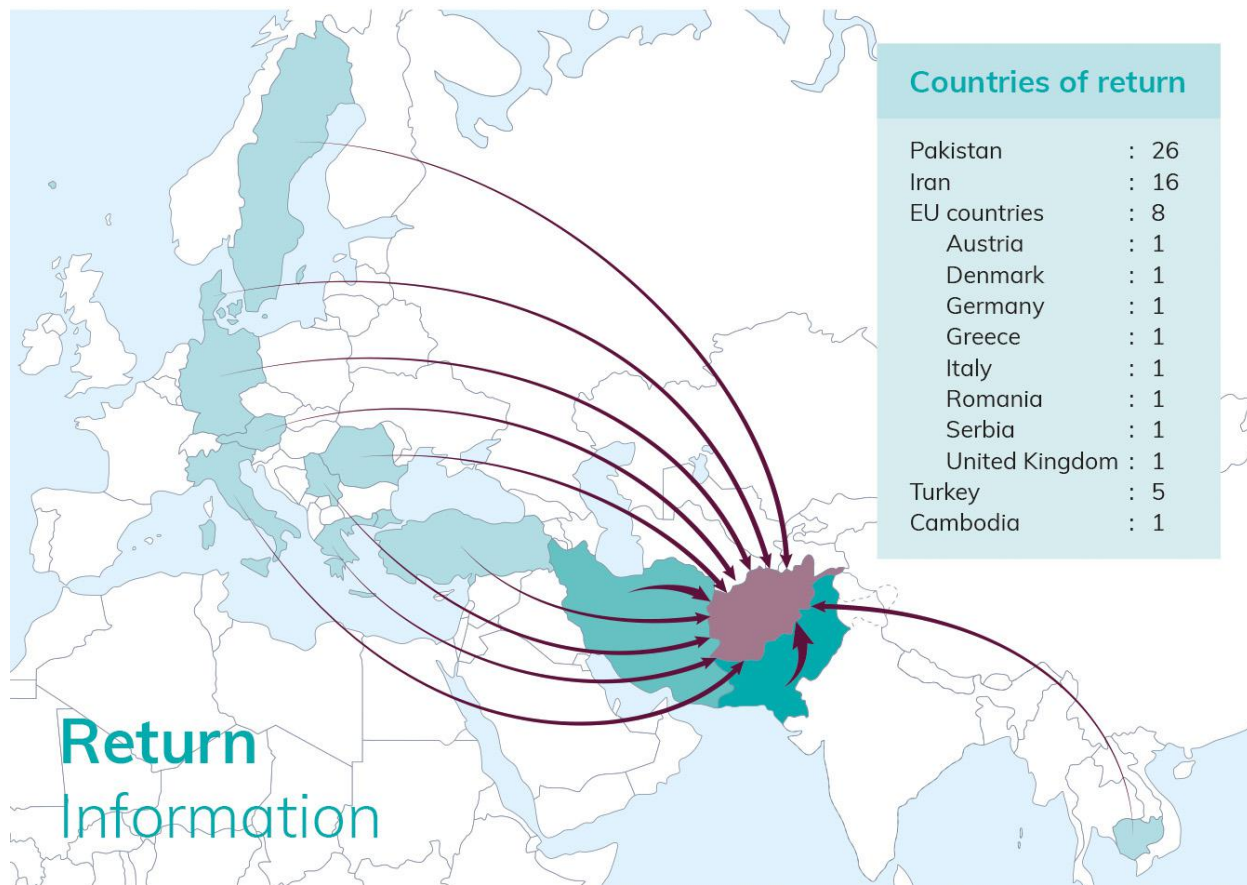 Countries of return
Pakistan : 26
Iran : 16
EU countries : 8
Austria : 1
Denmark : 1
Germany : 1
Greece : 1
Italy : 1
Romania : 1
Serbia : 1
United Kingdom : 1
Turkey : 5
Cambodia : 1
Return
Information